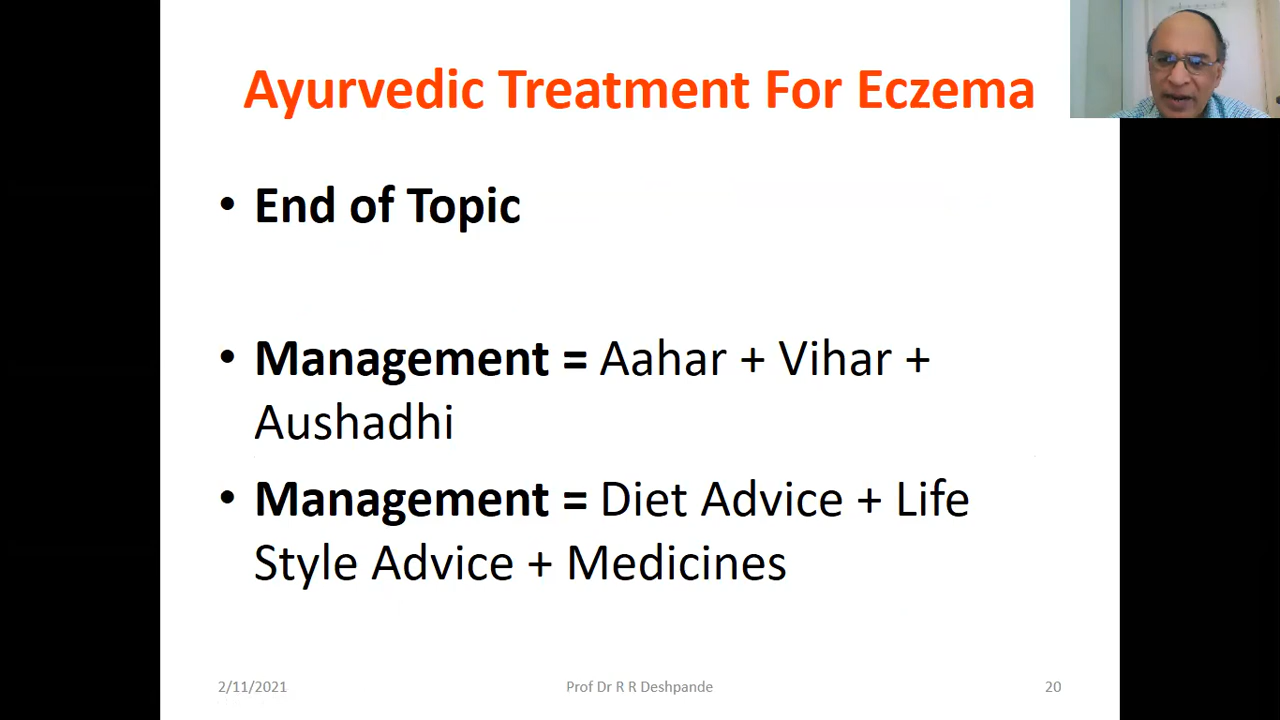 Ayurvedic Treatment For Eczema
• End of Topic
• Management = Aahar + Vihar +
Aushadhi
• Management = Diet Advice + Life
Style Advice + Medicines
2/11/2021
Prof Dr R R Deshpande
20